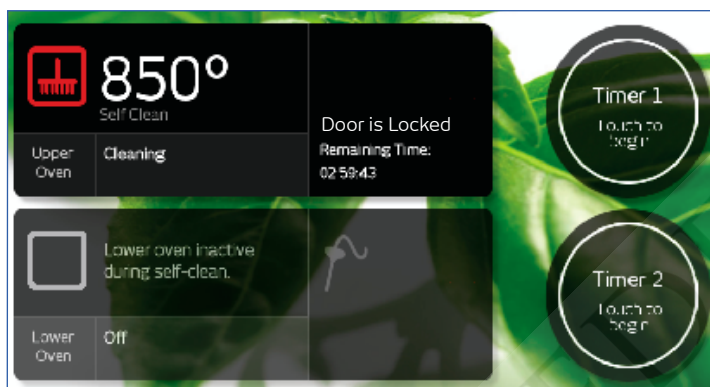 850°
Self Clean
Upper
Oven
Cleaning
Door is Locked
Remaining Time:
02:59:43
Timer 1
Touch to
begin
Lower oven inactive
during self-clean.
Lower
Oven
Off
Timer 2
Touch to
begin